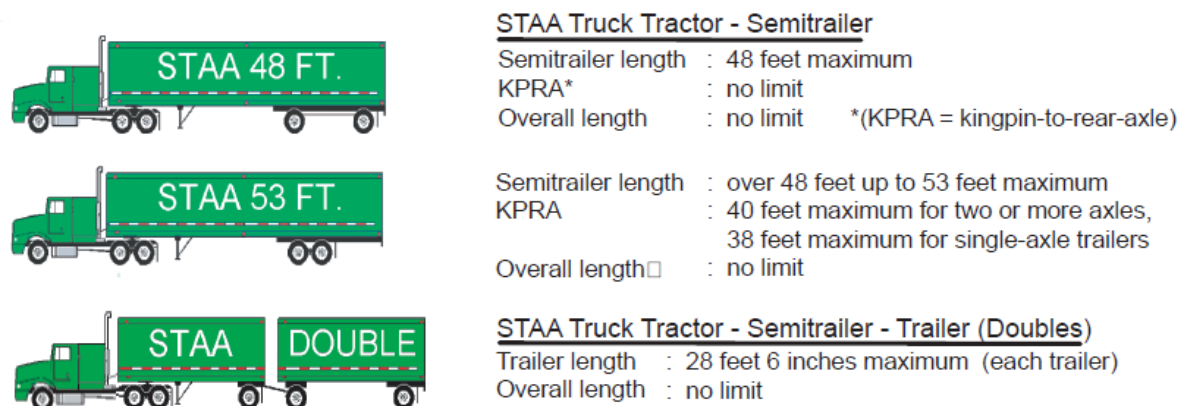 STAA 48 FT.
STAA 53 FT.
STAA DOUBLE
STAA Truck Tractor - Semitrailer
Semitrailer length : 48 feet maximum
KPRA* : no limit
Overall length : no limit *(KPRA = kingpin-to-rear-axle)
Semitrailer length : over 48 feet up to 53 feet maximum
KPRA : 40 feet maximum for two or more axles,
38 feet maximum for single-axle trailers
Overall length□ : no limit
STAA Truck Tractor - Semitrailer - Trailer (Doubles)
Trailer length : 28 feet 6 inches maximum (each trailer)
Overall length : no limit